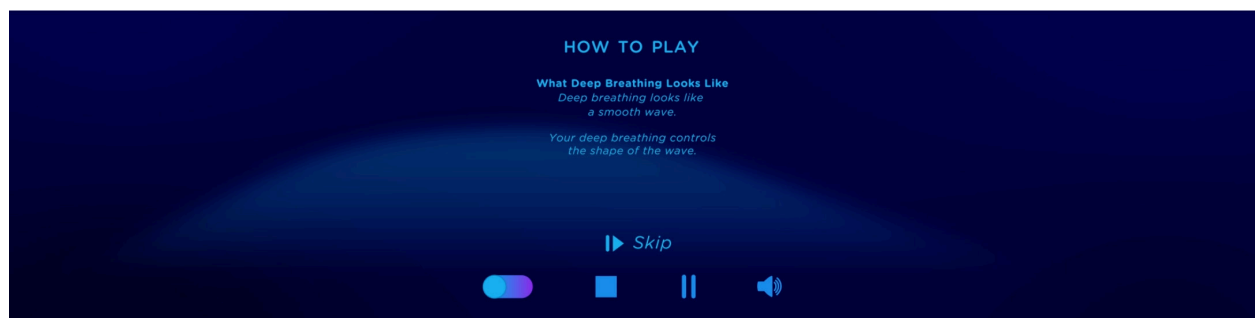 HOW TO PLAY
What Deep Breathing Looks Like
Deep breathing looks like
a smooth wave.
Your deep breathing controls
the shape of the wave.
Skip